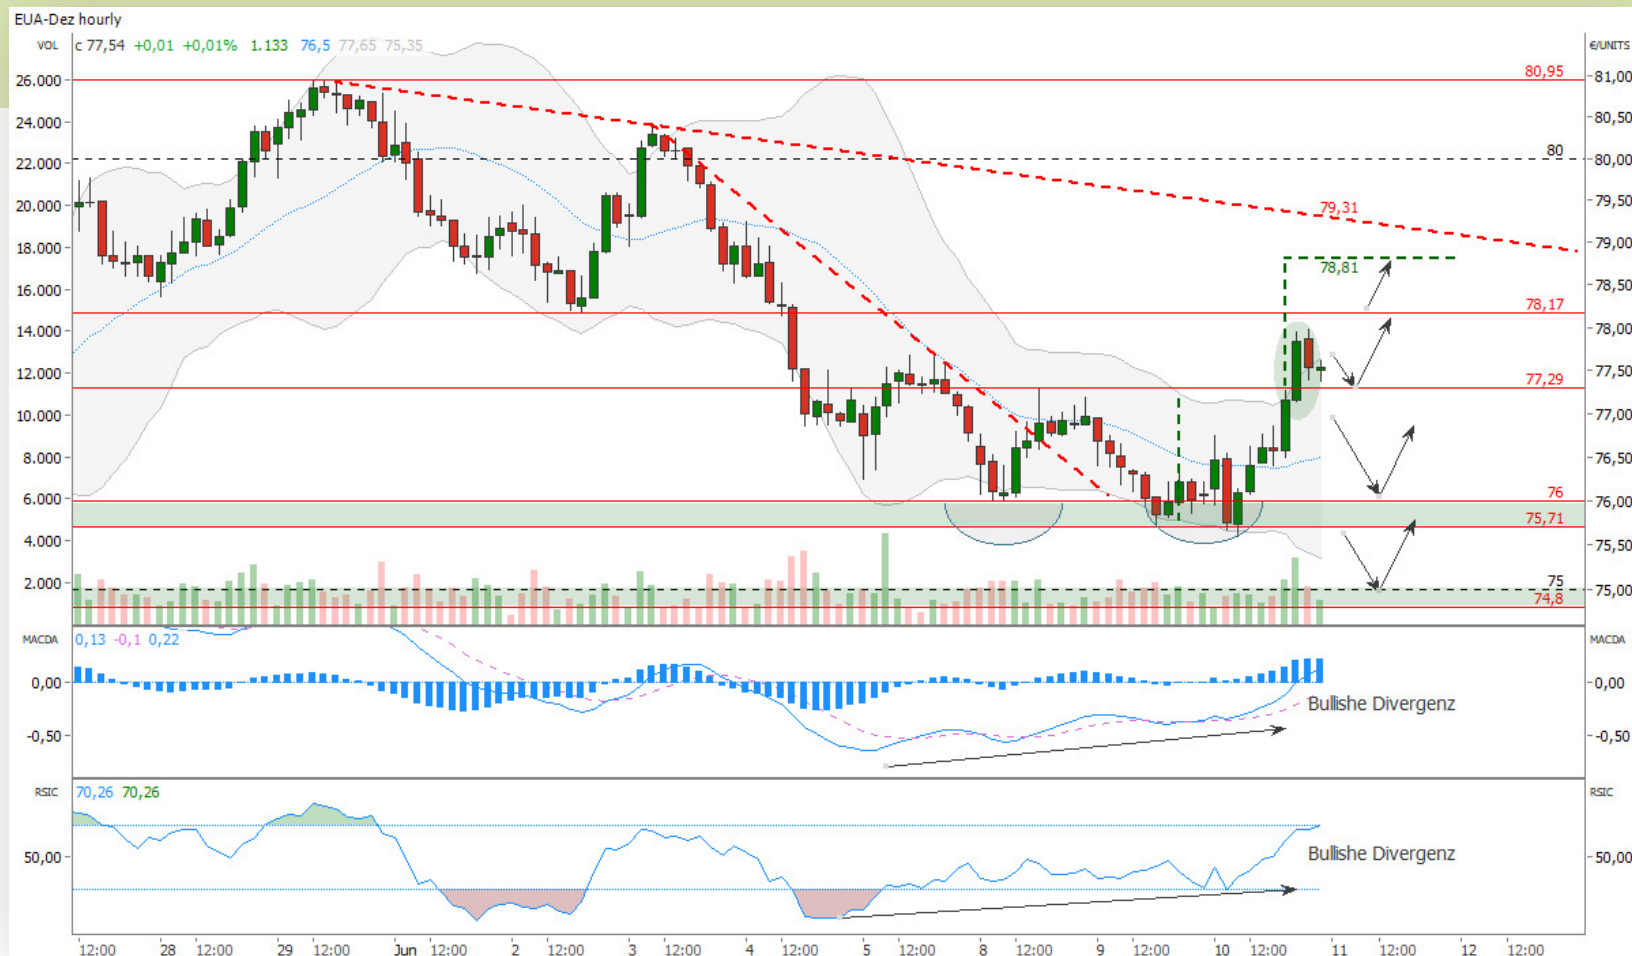 EUA-Dez hourly
VOL c 77,54 +0,01 +0,01% 1.133 76,5 77,65 75,35 €/UNITS
26.000 80,95 81,00
24.000 80,50
22.000 80 80,00
20.000 79,31 79,50
18.000 79,00
16.000 78,81 78,50
14.000 78,17 78,00
12.000 77,29 77,50
10.000 77,00
8.000 76,50
6.000 76 76,00
4.000 75,71 75,50
2.000 75 75,00
74,8
MACDA 0,13 -0,1 0,22 MACDA
0,00 0,00
Bullishe Divergenz
-0,50 -0,50
RSIC 70,26 70,26 RSIC
50,00 Bullishe Divergenz 50,00
12:00 28 12:00 29 12:00 Jun 12:00 2 12:00 3 12:00 4 12:00 5 12:00 8 12:00 9 12:00 10 12:00 11 12:00 12 12:00